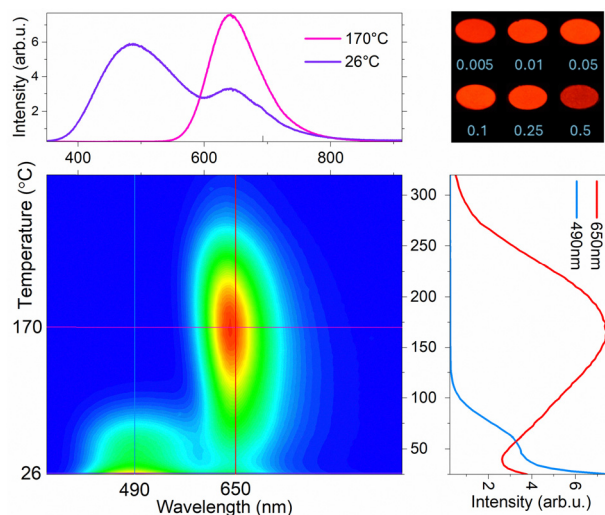 Intensity (arb.u.)
6
4
2
170°C
26°C
400
600
800
0.005 0.01 0.05
0.1 0.25 0.5
Temperature (°C)
170
26
490 650
Wavelength (nm)
300
250
200
150
100
50
650nm
490nm
2 4 6
Intensity (arb.u.)